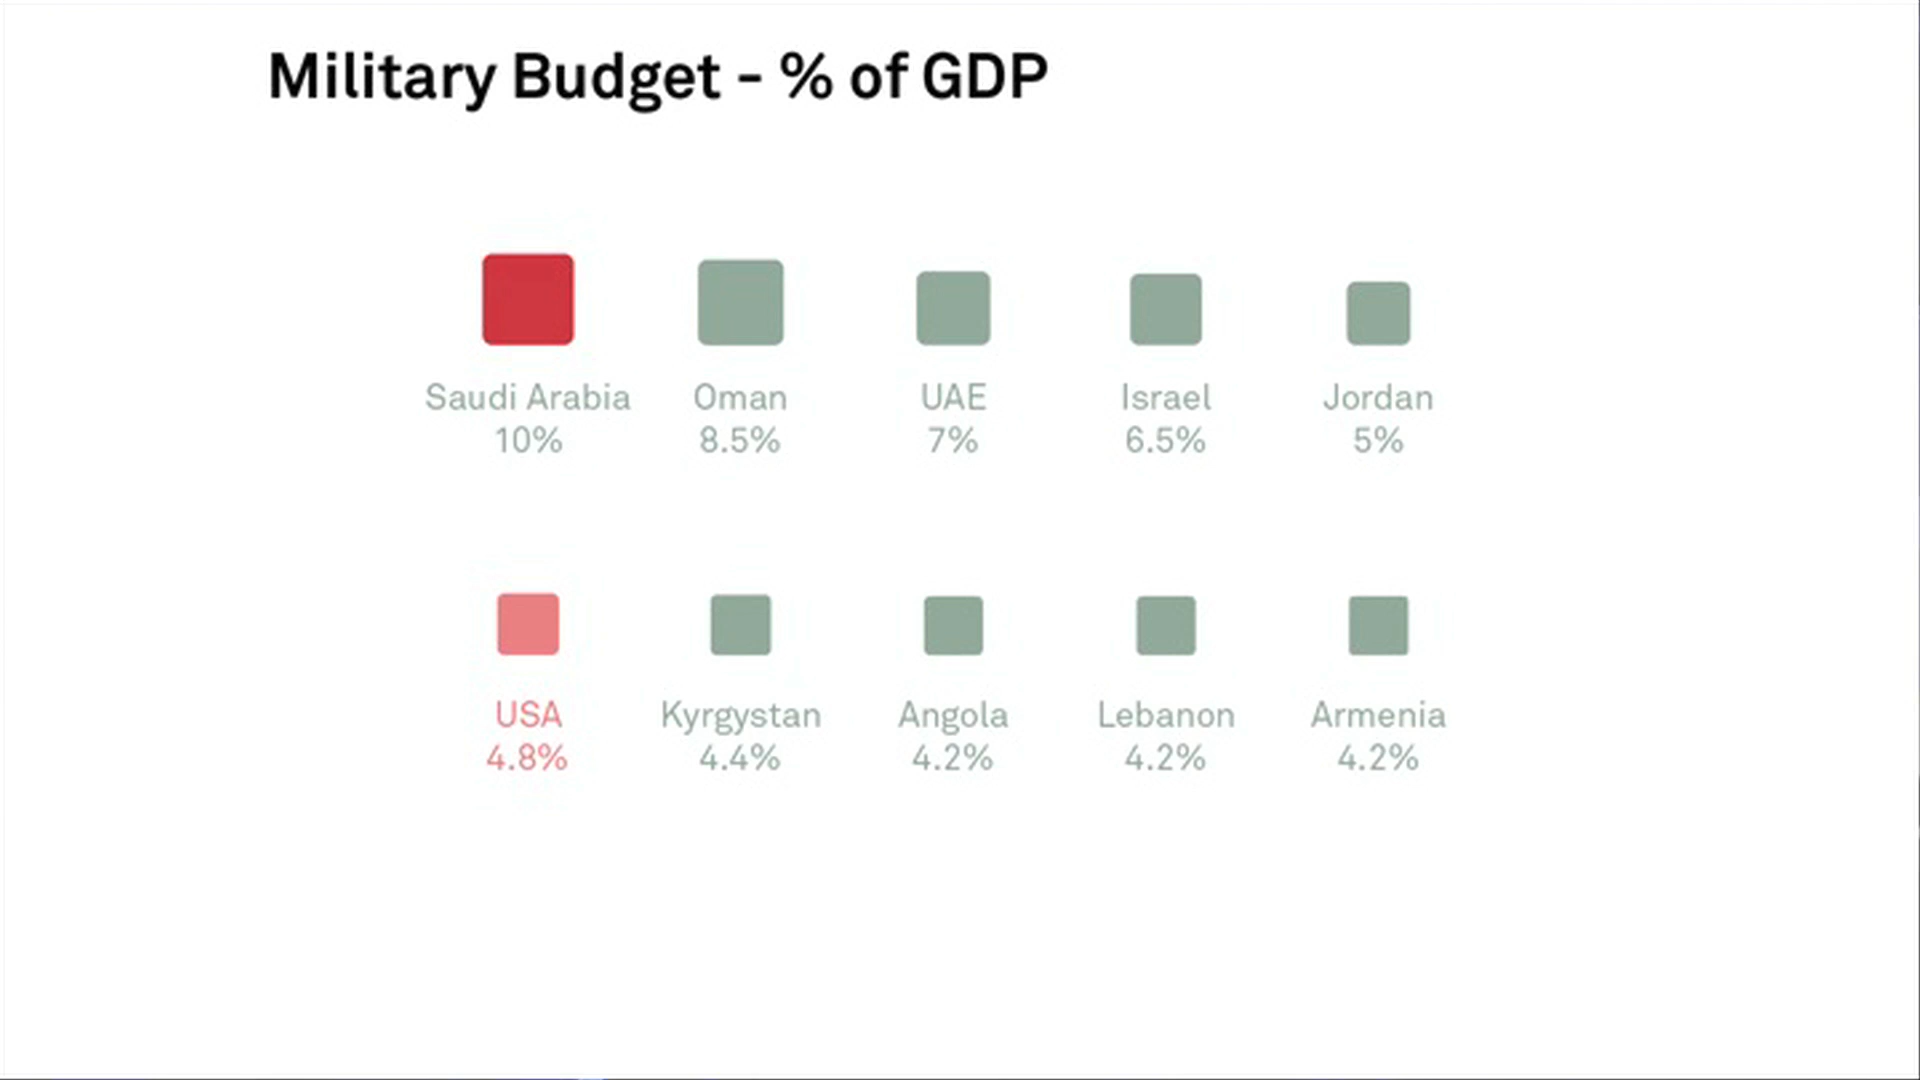 Military Budget - % of GDP
Saudi Arabia
10%
Oman
8.5%
UAE
7%
Israel
6.5%
Jordan
5%
USA
4.8%
Kyrgystan
4.4%
Angola
4.2%
Lebanon
4.2%
Armenia
4.2%